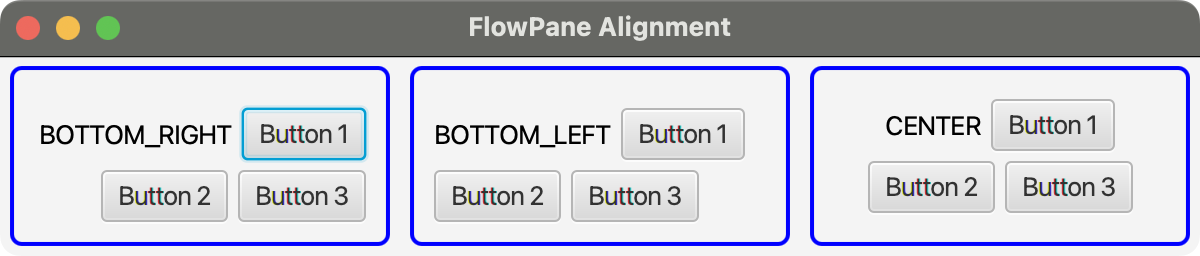 FlowPane Alignment
BOTTOM_RIGHT Button 1
Button 2 Button 3
BOTTOM_LEFT Button 1
Button 2 Button 3
CENTER Button 1
Button 2 Button 3